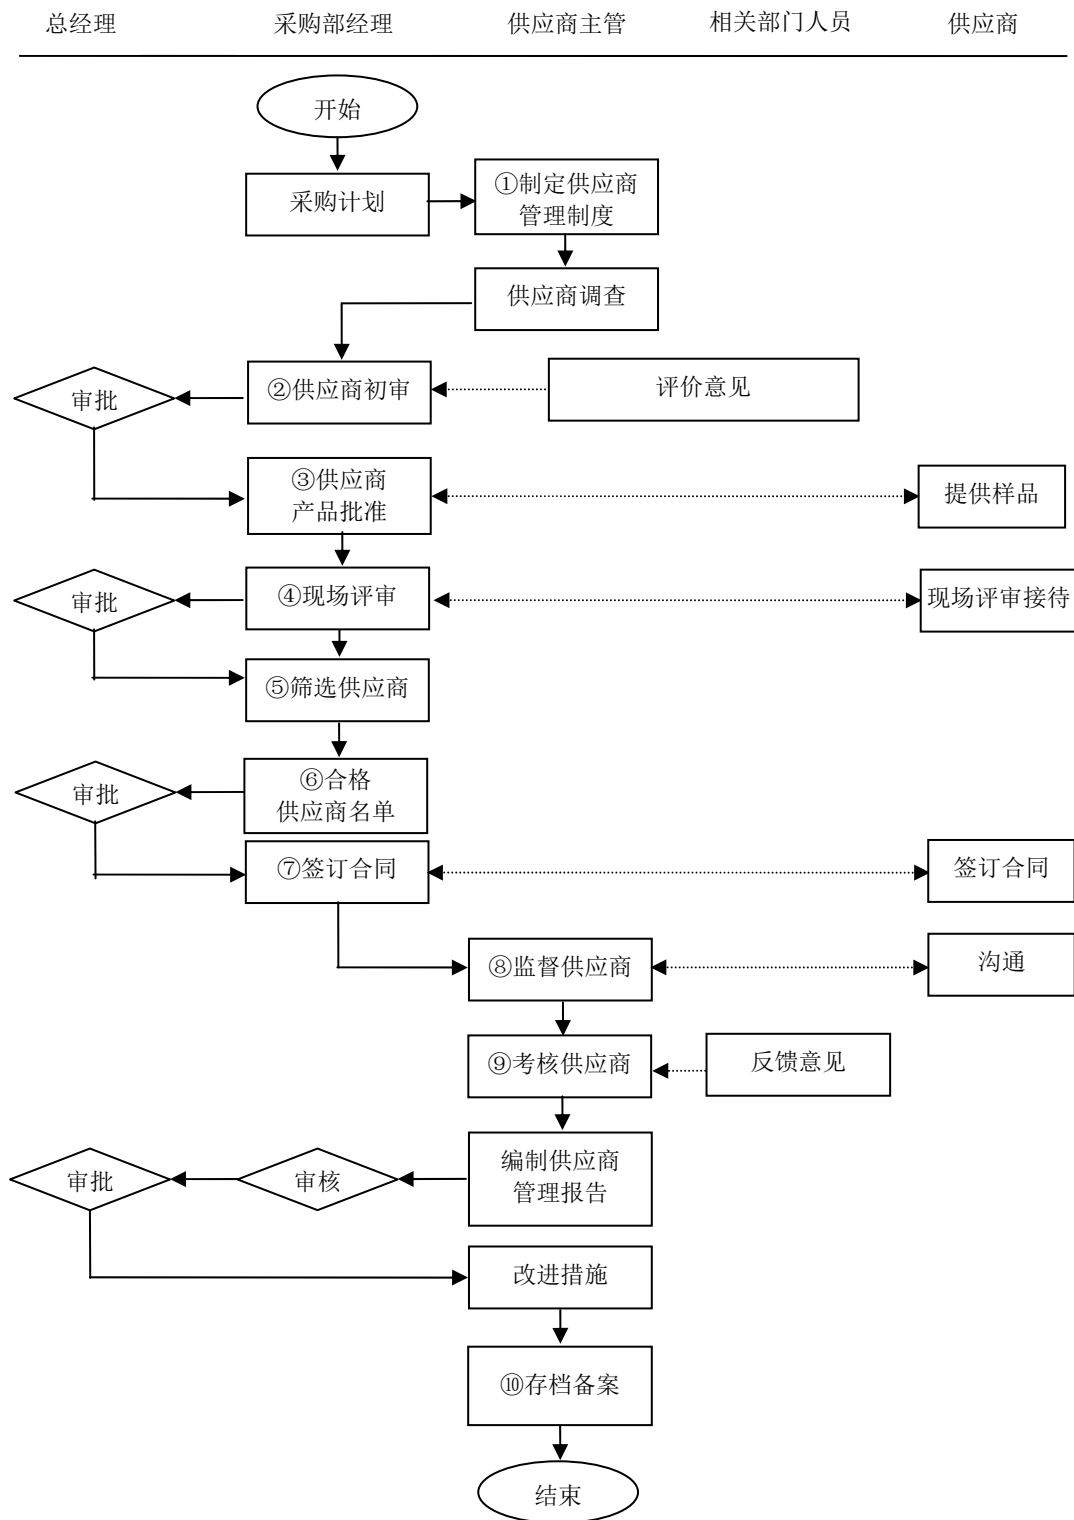 总经理 采购部经理 供应商主管 相关部门人员 供应商
开始
采购计划
①制定供应商
管理制度
供应商调查
审批
②供应商初审
评价意见
③供应商
产品批准
提供样品
审批
④现场评审
现场评审接待
⑤筛选供应商
审批
⑥合格
供应商名单
⑦签订合同
签订合同
⑧监督供应商
沟通
⑨考核供应商
反馈意见
审批
审核
编制供应商
管理报告
改进措施
⑩存档备案
结束